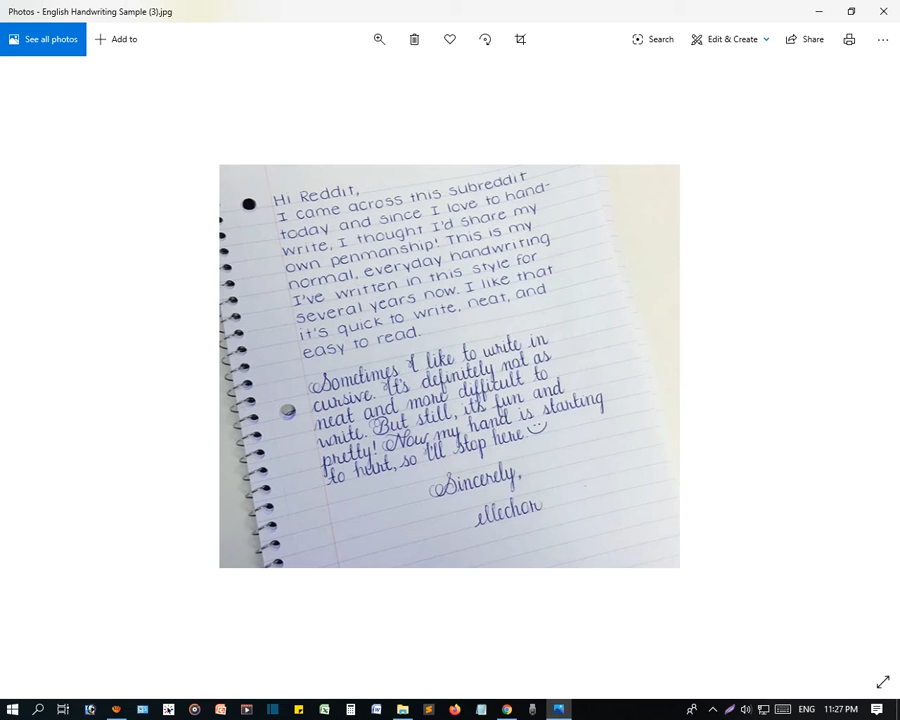 Photos - English Handwriting Sample (3).jpg
See all photos
Add to
Search
Edit & Create
Share
Hi Reddit,
I came across this subreddit
today and since I love to hand-
write, I thought I'd share my
own penmanship! This is my
normal, everyday handwriting
I've written in this style for
several years now. I like that
it's quick to write, neat, and
easy to read.
Sometimes I like to write in
cursive. It's definitely not as
neat and more difficult to
write. But still, it's fun and
pretty! Now my hand is starting
to hurt, so I'll stop here.
Sincerely,
ellechor
ENG
11:27 PM